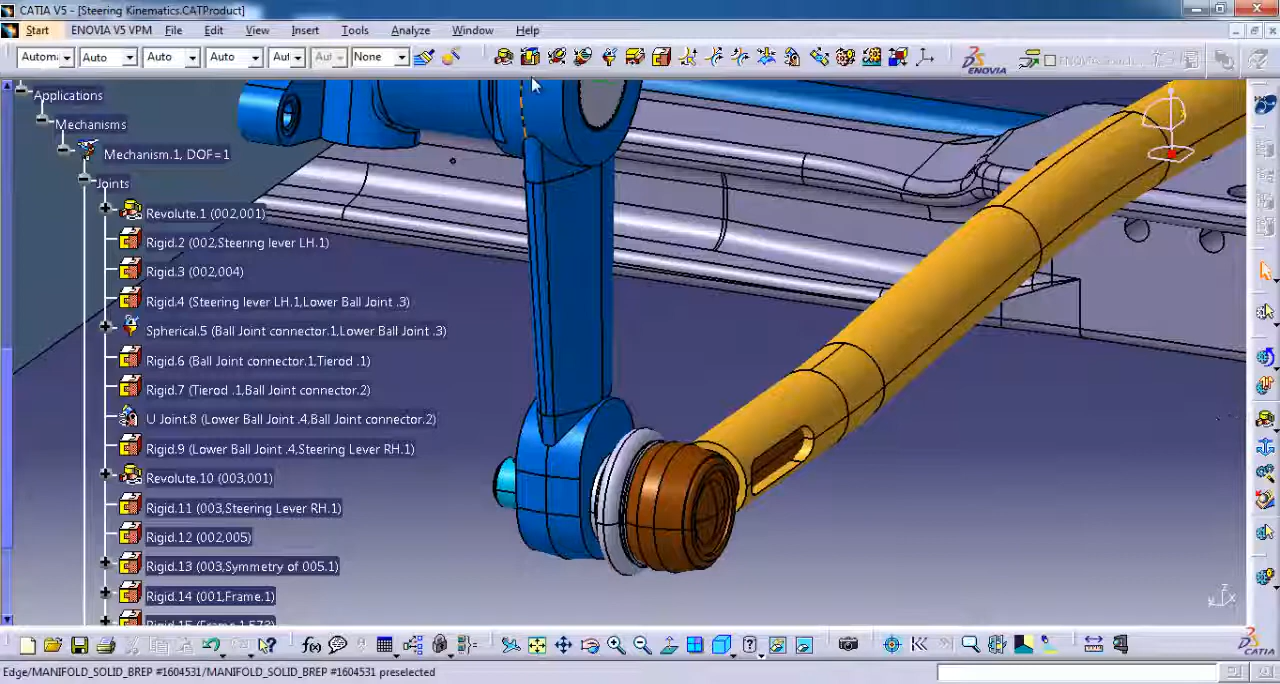 CATIA V5 - [Steering Kinematics.CATProduct]
Start ENOVIA V5 VPM File Edit View Insert Tools Analyze Window Help
Autom Auto Auto Auto Aut Aut None
ENOVIA
Applications
Mechanisms
Mechanism.1, DOF=1
Joints
Revolute.1 (002,001)
Rigid.2 (002,Steering lever LH.1)
Rigid.3 (002,004)
Rigid.4 (Steering lever LH.1,Lower Ball Joint .3)
Spherical.5 (Ball Joint connector.1,Lower Ball Joint .3)
Rigid.6 (Ball Joint connector.1,Tierod .1)
Rigid.7 (Tierod .1,Ball Joint connector.2)
U Joint.8 (Lower Ball Joint .4,Ball Joint connector.2)
Rigid.9 (Lower Ball Joint .4,Steering Lever RH.1)
Revolute.10 (003,001)
Rigid.11 (003,Steering Lever RH.1)
Rigid.12 (002,005)
Rigid.13 (003,Symmetry of 005.1)
Rigid.14 (001,Frame.1)
z
y x
f(x)
CATIA
Edge/MANIFOLD_SOLID_BREP #1604531/MANIFOLD_SOLID_BREP #1604531 preselected